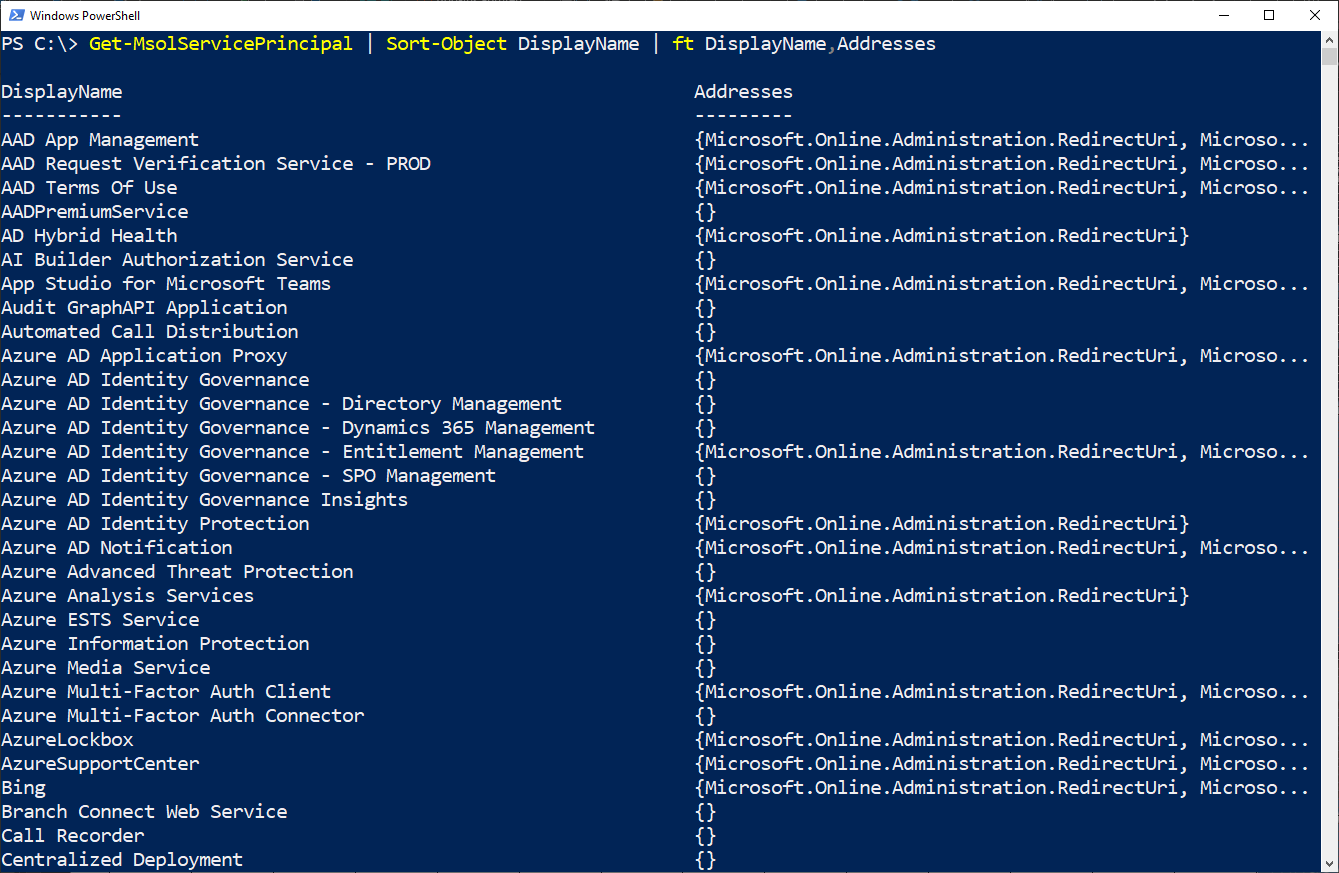 Windows PowerShell
PS C:\> Get-MsolServicePrincipal | Sort-Object DisplayName | ft DisplayName,Addresses
DisplayName Addresses
----------- ---------
AAD App Management {Microsoft.Online.Administration.RedirectUri, Microso...
AAD Request Verification Service - PROD {Microsoft.Online.Administration.RedirectUri, Microso...
AAD Terms Of Use {Microsoft.Online.Administration.RedirectUri, Microso...
AADPremiumService {}
AD Hybrid Health {Microsoft.Online.Administration.RedirectUri}
AI Builder Authorization Service {}
App Studio for Microsoft Teams {Microsoft.Online.Administration.RedirectUri, Microso...
Audit GraphAPI Application {}
Automated Call Distribution {}
Azure AD Application Proxy {Microsoft.Online.Administration.RedirectUri, Microso...
Azure AD Identity Governance {}
Azure AD Identity Governance - Directory Management {}
Azure AD Identity Governance - Dynamics 365 Management {}
Azure AD Identity Governance - Entitlement Management {Microsoft.Online.Administration.RedirectUri, Microso...
Azure AD Identity Governance - SPO Management {}
Azure AD Identity Governance Insights {}
Azure AD Identity Protection {Microsoft.Online.Administration.RedirectUri}
Azure AD Notification {Microsoft.Online.Administration.RedirectUri, Microso...
Azure Advanced Threat Protection {}
Azure Analysis Services {Microsoft.Online.Administration.RedirectUri}
Azure ESTS Service {}
Azure Information Protection {}
Azure Media Service {}
Azure Multi-Factor Auth Client {Microsoft.Online.Administration.RedirectUri, Microso...
Azure Multi-Factor Auth Connector {}
AzureLockbox {Microsoft.Online.Administration.RedirectUri, Microso...
AzureSupportCenter {Microsoft.Online.Administration.RedirectUri, Microso...
Bing {Microsoft.Online.Administration.RedirectUri, Microso...
Branch Connect Web Service {}
Call Recorder {}
Centralized Deployment {}